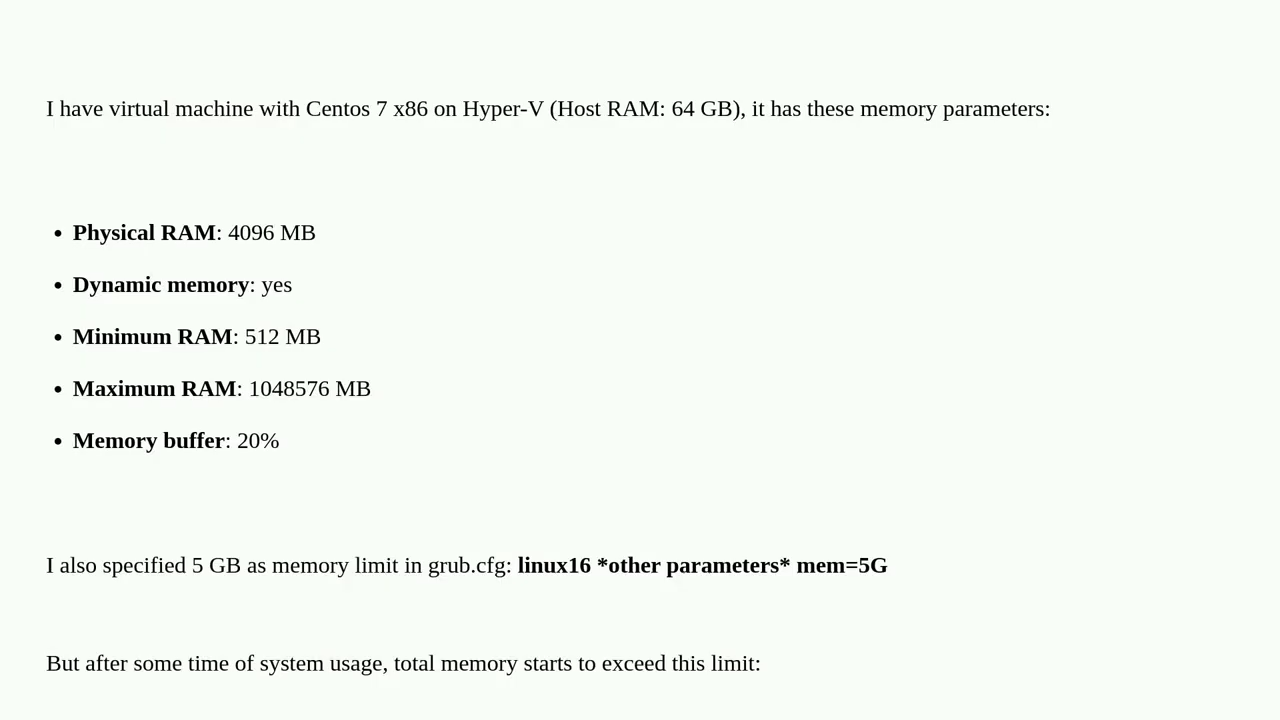 I have virtual machine with Centos 7 x86 on Hyper-V (Host RAM: 64 GB), it has these memory parameters:
• Physical RAM: 4096 MB
• Dynamic memory: yes
• Minimum RAM: 512 MB
• Maximum RAM: 1048576 MB
• Memory buffer: 20%
I also specified 5 GB as memory limit in grub.cfg: linux16 *other parameters* mem=5G
But after some time of system usage, total memory starts to exceed this limit: